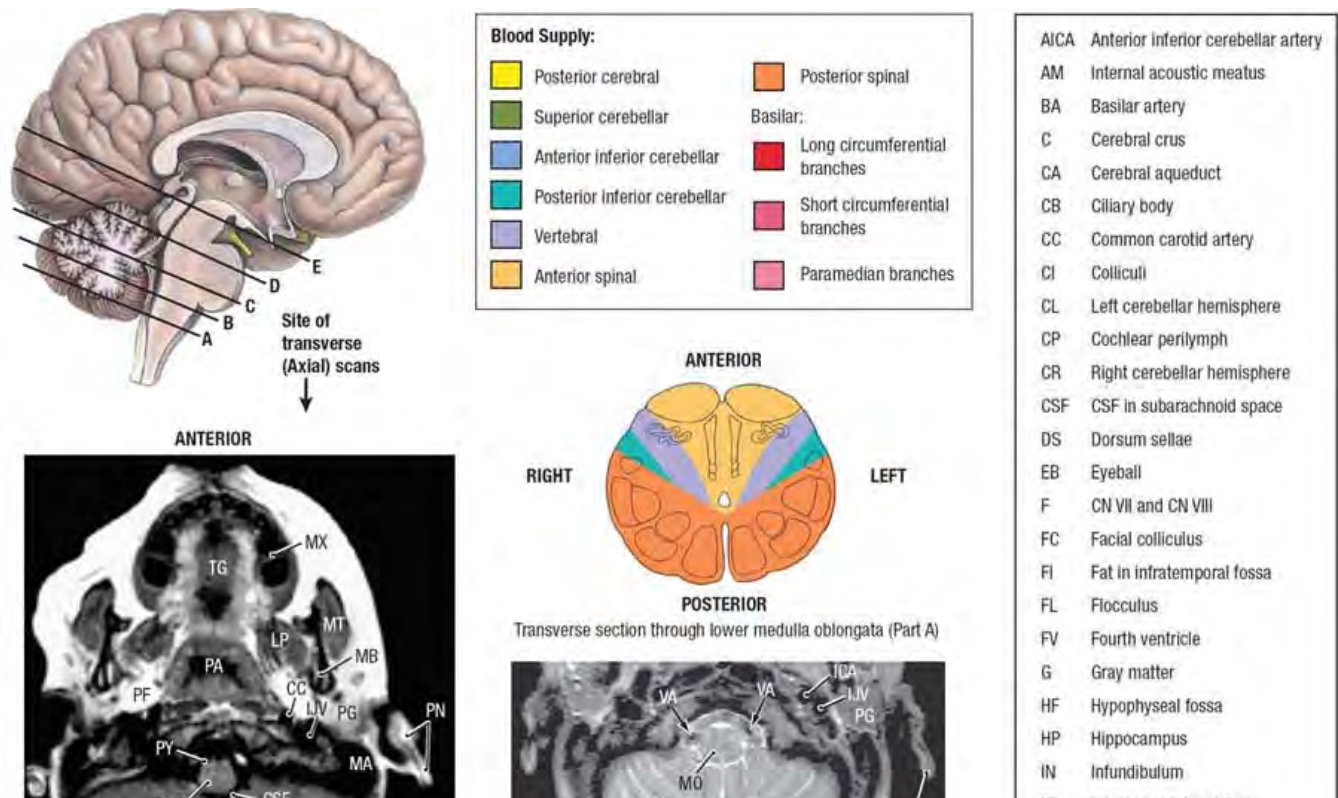 Blood Supply:
Posterior cerebral
Superior cerebellar
Anterior inferior cerebellar
Posterior inferior cerebellar
Vertebral
Anterior spinal
Posterior spinal
Basilar:
Long circumferential
branches
Short circumferential
branches
Paramedian branches
E
D
C
B
A
Site of
transverse
(Axial) scans
ANTERIOR
MX
TG
MT
LP
MB
PA
CC
PF
IJV
PG
PN
PY
MA
CSF
ANTERIOR
RIGHT
LEFT
POSTERIOR
Transverse section through lower medulla oblongata (Part A)
ICA
VA
VA
IJV
PG
MO
AICA Anterior inferior cerebellar artery
AM Internal acoustic meatus
BA Basilar artery
C Cerebral crus
CA Cerebral aqueduct
CB Ciliary body
CC Common carotid artery
CI Colliculi
CL Left cerebellar hemisphere
CP Cochlear perilymph
CR Right cerebellar hemisphere
CSF CSF in subarachnoid space
DS Dorsum sellae
EB Eyeball
F CN VII and CN VIII
FC Facial colliculus
FI Fat in infratemporal fossa
FL Flocculus
FV Fourth ventricle
G Gray matter
HF Hypophyseal fossa
HP Hippocampus
IN Infundibulum